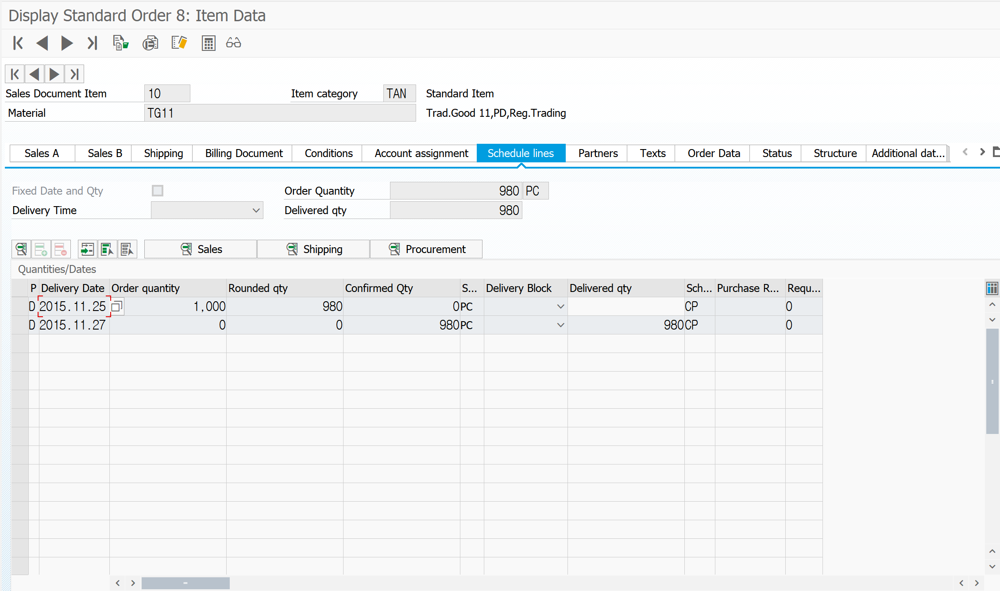 Display Standard Order 8: Item Data
Sales Document Item 10 Item category TAN Standard Item
Material TG11 Trad.Good 11,PD,Reg.Trading
Sales A Sales B Shipping Billing Document Conditions Account assignment Schedule lines Partners Texts Order Data Status Structure Additional dat...
Fixed Date and Qty Order Quantity 980 PC
Delivery Time Delivered qty 980
Sales Shipping Procurement
Quantities/Dates
P Delivery Date Order quantity Rounded qty Confirmed Qty S... Delivery Block Delivered qty Sch... Purchase R... Requ...
D 2015.11.25 1,000 980 0 PC CP 0
D 2015.11.27 0 0 980 PC 980 CP 0